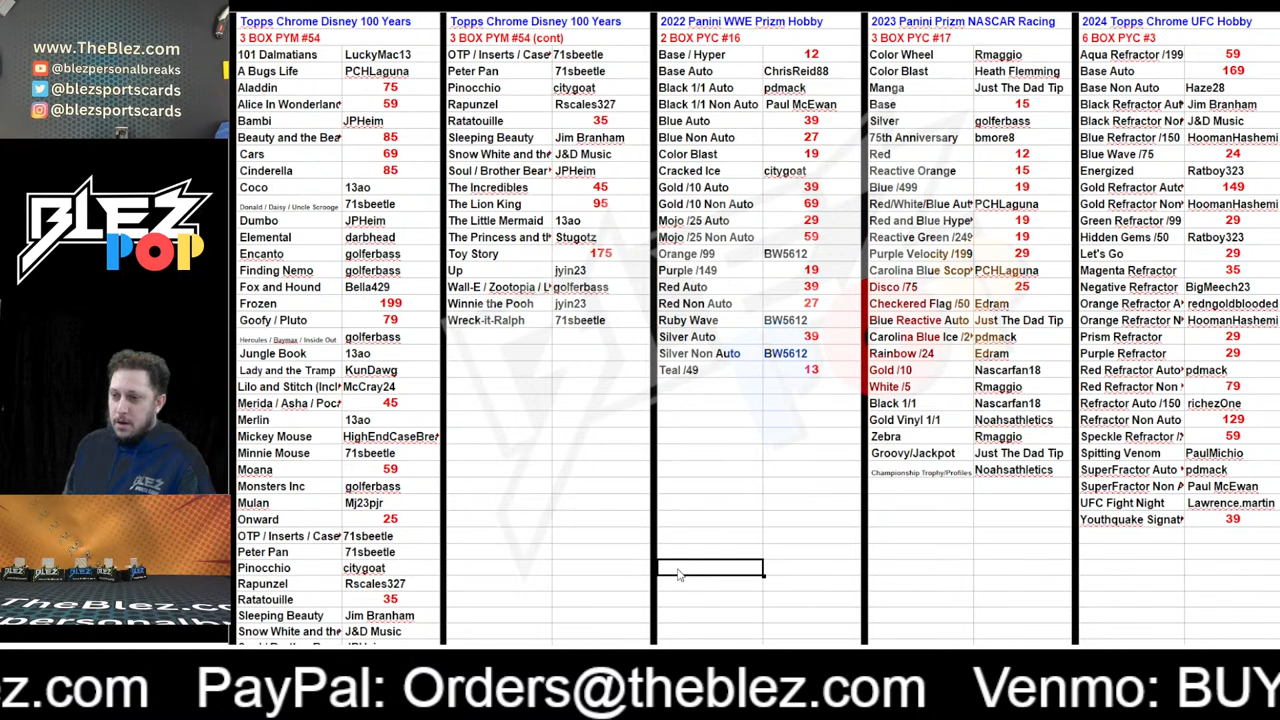 www.TheBlez.com
@blezpersonalbreaks
@blezsportscards
@blezsportscards
BLEZ
POP
Topps Chrome Disney 100 Years
3 BOX PYM #54
101 Dalmatians LuckyMac13
A Bugs Life PCHLaguna
Aladdin 75
Alice In Wonderlan 59
Bambi JPHeim
Beauty and the Bea 85
Cars 69
Cinderella 85
Coco 13ao
Donald / Daisy / Uncle Scrooge 71sbeetle
Dumbo JPHeim
Elemental darbhead
Encanto golferbass
Finding Nemo golferbass
Fox and Hound Bella429
Frozen 199
Goofy / Pluto 79
Hercules / Baymax / Inside Out golferbass
Jungle Book 13ao
Lady and the Tramp KunDawg
Lilo and Stitch (Incl McCray24
Merida / Asha / Poc 45
Merlin 13ao
Mickey Mouse HighEndCaseBre
Minnie Mouse 71sbeetle
Moana 59
Monsters Inc golferbass
Mulan Mj23pjr
Onward 25
OTP / Inserts / Case 71sbeetle
Peter Pan 71sbeetle
Pinocchio citygoat
Rapunzel Rscales327
Ratatouille 35
Sleeping Beauty Jim Branham
Snow White and the J&D Music
Topps Chrome Disney 100 Years
3 BOX PYM #54 (cont)
OTP / Inserts / Case 71sbeetle
Peter Pan 71sbeetle
Pinocchio citygoat
Rapunzel Rscales327
Ratatouille 35
Sleeping Beauty Jim Branham
Snow White and the J&D Music
Soul / Brother Bear JPHeim
The Incredibles 45
The Lion King 95
The Little Mermaid 13ao
The Princess and th Stugotz
Toy Story 175
Up jyin23
Wall-E / Zootopia / L golferbass
Winnie the Pooh jyin23
Wreck-it-Ralph 71sbeetle
2022 Panini WWE Prizm Hobby
2 BOX PYC #16
Base / Hyper 12
Base Auto ChrisReid88
Black 1/1 Auto pdmack
Black 1/1 Non Auto Paul McEwan
Blue Auto 39
Blue Non Auto 27
Color Blast 19
Cracked Ice citygoat
Gold /10 Auto 39
Gold /10 Non Auto 69
Mojo /25 Auto 29
Mojo /25 Non Auto 59
Orange /99 BW5612
Purple /149 19
Red Auto 39
Red Non Auto 27
Ruby Wave BW5612
Silver Auto 39
Silver Non Auto BW5612
Teal /49 13
2023 Panini Prizm NASCAR Racing
3 BOX PYC #17
Color Wheel Rmaggio
Color Blast Heath Flemming
Manga Just The Dad Tip
Base 15
Silver golferbass
75th Anniversary bmore8
Red 12
Reactive Orange 15
Blue /499 19
Red/White/Blue Aut PCHLaguna
Red and Blue Hype 19
Reactive Green /249 19
Purple Velocity /199 29
Carolina Blue Scop PCHLaguna
Disco /75 25
Checkered Flag /50 Edram
Blue Reactive Auto Just The Dad Tip
Carolina Blue Ice /2 pdmack
Rainbow /24 Edram
Gold /10 Nascarfan18
White /5 Rmaggio
Black 1/1 Nascarfan18
Gold Vinyl 1/1 Noahsathletics
Zebra Rmaggio
Groovy/Jackpot Just The Dad Tip
Championship Trophy/Profiles Noahsathletics
2024 Topps Chrome UFC Hobby
6 BOX PYC #3
Aqua Refractor /199 59
Base Auto 169
Base Non Auto Haze28
Black Refractor Aut Jim Branham
Black Refractor Non J&D Music
Blue Refractor /150 HoomanHashemi
Blue Wave /75 24
Energized Ratboy323
Gold Refractor Auto 149
Gold Refractor Non HoomanHashemi
Green Refractor /99 29
Hidden Gems /50 Ratboy323
Let's Go 29
Magenta Refractor 35
Negative Refractor BigMeech23
Orange Refractor A redngoldblooded
Orange Refractor N HoomanHashemi
Prism Refractor 29
Purple Refractor 29
Red Refractor Auto pdmack
Red Refractor Non 79
Refractor Auto /150 richezOne
Refractor Non Auto 129
Speckle Refractor / 59
Spitting Venom PaulMichio
SuperFractor Auto pdmack
SuperFractor Non A Paul McEwan
UFC Fight Night Lawrence.martin
Youthquake Signat 39
ez.com PayPal: Orders@theblez.com Venmo: BUY